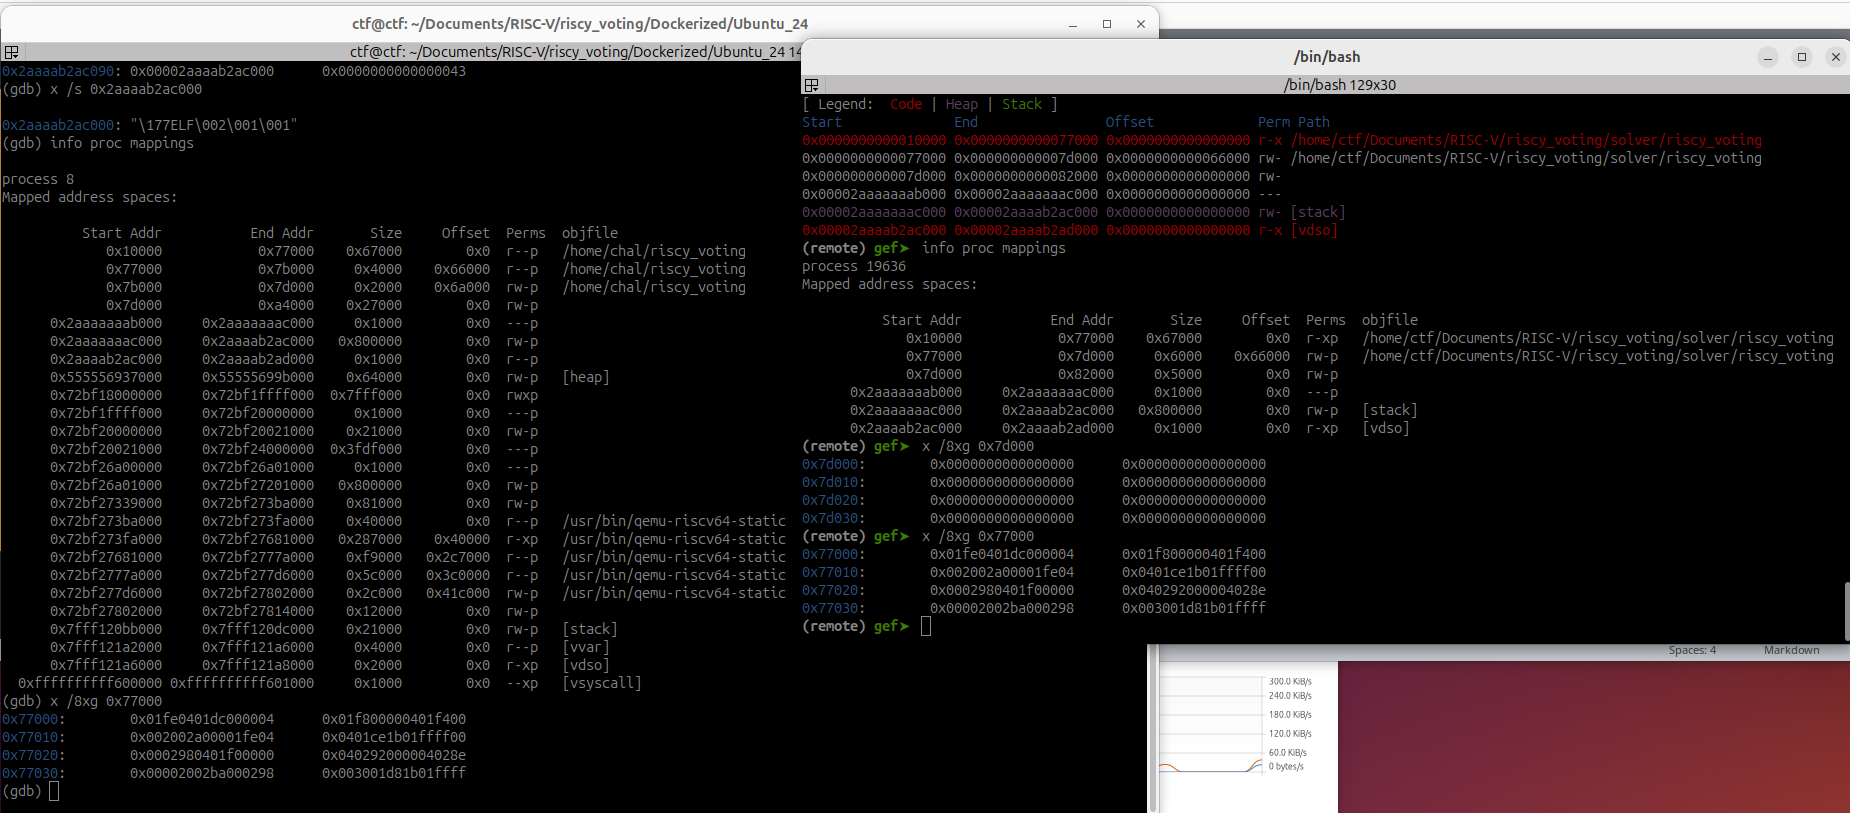 ctf@ctf: ~/Documents/RISC-V/riscy_voting/Dockerized/Ubuntu_24
ctf@ctf: ~/Documents/RISC-V/riscy_voting/Dockerized/Ubuntu_24 14
0x2aaaab2ac090: 0x00002aaaab2ac000 0x0000000000000043
(gdb) x /s 0x2aaaab2ac000
0x2aaaab2ac000: "\177ELF\002\001\001"
(gdb) info proc mappings
process 8
Mapped address spaces:
Start Addr End Addr Size Offset Perms objfile
0x10000 0x77000 0x67000 0x0 r--p /home/chal/riscy_voting
0x77000 0x7b000 0x4000 0x66000 r--p /home/chal/riscy_voting
0x7b000 0x7d000 0x2000 0x6a000 rw-p /home/chal/riscy_voting
0x7d000 0xa4000 0x27000 0x0 rw-p
0x2aaaaaaab000 0x2aaaaaaac000 0x1000 0x0 ---p
0x2aaaaaaac000 0x2aaaab2ac000 0x800000 0x0 rw-p
0x2aaaab2ac000 0x2aaaab2ad000 0x1000 0x0 r--p
0x555556937000 0x55555699b000 0x64000 0x0 rw-p [heap]
0x72bf18000000 0x72bf1ffff000 0x7fff000 0x0 rwxp
0x72bf1ffff000 0x72bf20000000 0x1000 0x0 ---p
0x72bf20000000 0x72bf20021000 0x21000 0x0 rw-p
0x72bf20021000 0x72bf24000000 0x3fdf000 0x0 ---p
0x72bf26a00000 0x72bf26a01000 0x1000 0x0 ---p
0x72bf26a01000 0x72bf27201000 0x800000 0x0 rw-p
0x72bf27339000 0x72bf273ba000 0x81000 0x0 rw-p
0x72bf273ba000 0x72bf273fa000 0x40000 0x0 r--p /usr/bin/qemu-riscv64-static
0x72bf273fa000 0x72bf27681000 0x287000 0x40000 r-xp /usr/bin/qemu-riscv64-static
0x72bf27681000 0x72bf2777a000 0xf9000 0x2c7000 r--p /usr/bin/qemu-riscv64-static
0x72bf2777a000 0x72bf277d6000 0x5c000 0x3c0000 r--p /usr/bin/qemu-riscv64-static
0x72bf277d6000 0x72bf27802000 0x2c000 0x41c000 rw-p /usr/bin/qemu-riscv64-static
0x72bf27802000 0x72bf27814000 0x12000 0x0 rw-p
0x7fff120bb000 0x7fff120dc000 0x21000 0x0 rw-p [stack]
0x7fff121a2000 0x7fff121a6000 0x4000 0x0 r--p [vvar]
0x7fff121a6000 0x7fff121a8000 0x2000 0x0 r-xp [vdso]
0xffffffffff600000 0xffffffffff601000 0x1000 0x0 --xp [vsyscall]
(gdb) x /8xg 0x77000
0x77000: 0x01fe0401dc000004 0x01f800000401f400
0x77010: 0x002002a00001fe04 0x0401ce1b01ffff00
0x77020: 0x0002980401f00000 0x040292000004028e
0x77030: 0x00002002ba000298 0x003001d81b01ffff
(gdb)
/bin/bash
/bin/bash 129x30
[ Legend: Code | Heap | Stack ]
Start End Offset Perm Path
0x0000000000010000 0x0000000000077000 0x0000000000000000 r-x /home/ctf/Documents/RISC-V/riscy_voting/solver/riscy_voting
0x0000000000077000 0x000000000007d000 0x0000000000066000 rw- /home/ctf/Documents/RISC-V/riscy_voting/solver/riscy_voting
0x000000000007d000 0x0000000000082000 0x0000000000000000 rw-
0x00002aaaaaaab000 0x00002aaaaaaac000 0x0000000000000000 ---
0x00002aaaaaaac000 0x00002aaaab2ac000 0x0000000000000000 rw- [stack]
0x00002aaaab2ac000 0x00002aaaab2ad000 0x0000000000000000 r-x [vdso]
(remote) gef➤ info proc mappings
process 19636
Mapped address spaces:
Start Addr End Addr Size Offset Perms objfile
0x10000 0x77000 0x67000 0x0 r-xp /home/ctf/Documents/RISC-V/riscy_voting/solver/riscy_voting
0x77000 0x7d000 0x6000 0x66000 rw-p /home/ctf/Documents/RISC-V/riscy_voting/solver/riscy_voting
0x7d000 0x82000 0x5000 0x0 rw-p
0x2aaaaaaab000 0x2aaaaaaac000 0x1000 0x0 ---p
0x2aaaaaaac000 0x2aaaab2ac000 0x800000 0x0 rw-p [stack]
0x2aaaab2ac000 0x2aaaab2ad000 0x1000 0x0 r-xp [vdso]
(remote) gef➤ x /8xg 0x7d000
0x7d000: 0x0000000000000000 0x0000000000000000
0x7d010: 0x0000000000000000 0x0000000000000000
0x7d020: 0x0000000000000000 0x0000000000000000
0x7d030: 0x0000000000000000 0x0000000000000000
(remote) gef➤ x /8xg 0x77000
0x77000: 0x01fe0401dc000004 0x01f800000401f400
0x77010: 0x002002a00001fe04 0x0401ce1b01ffff00
0x77020: 0x0002980401f00000 0x040292000004028e
0x77030: 0x00002002ba000298 0x003001d81b01ffff
(remote) gef➤
Spaces: 4 Markdown
300.0 KiB/s
240.0 KiB/s
180.0 KiB/s
120.0 KiB/s
60.0 KiB/s
0 bytes/s